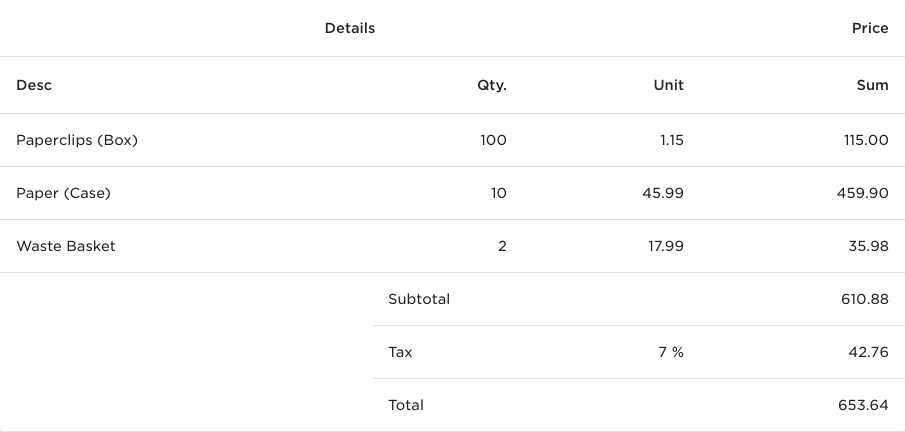 Details Price
Desc Qty. Unit Sum
Paperclips (Box) 100 1.15 115.00
Paper (Case) 10 45.99 459.90
Waste Basket 2 17.99 35.98
Subtotal 610.88
Tax 7 % 42.76
Total 653.64